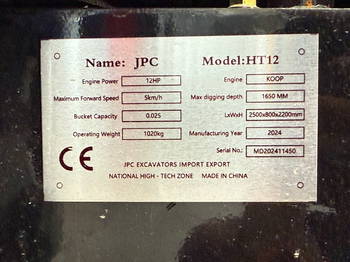 Name: JPC Model:HT12
Engine Power 12HP Engine KOOP
Maximum Forward Speed 5km/h Max digging depth 1650 MM
Bucket Capacity 0.025 LxWxH 2500x800x2200mm
Operating Weight 1020kg Manufacturing Year 2024
Serial No.: MD202411450
CE
JPC EXCAVATORS IMPORT EXPORT
NATIONAL HIGH - TECH ZONE MADE IN CHINA